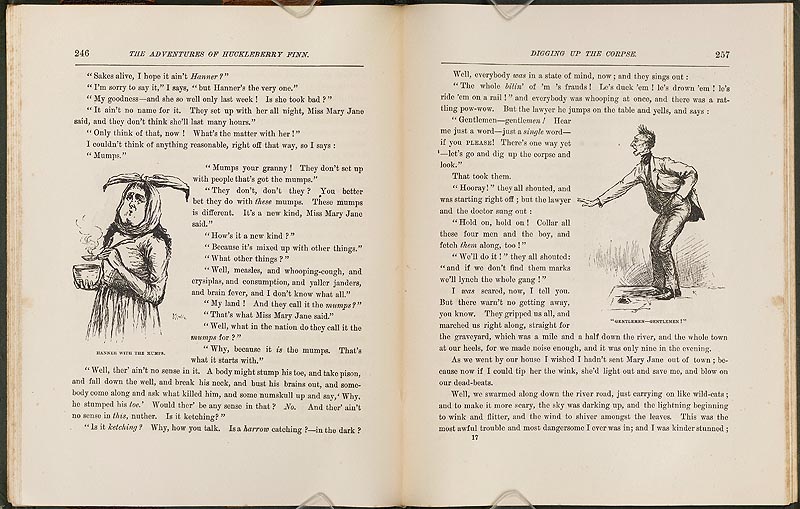 246 THE ADVENTURES OF HUCKLEBERRY FINN.
"Sakes alive, I hope it ain't Hanner?"
"I'm sorry to say it," I says, "but Hanner's the very one."
"My goodness—and she so well only last week! Is she took bad?"
"It ain't no name for it. They set up with her all night, Miss Mary Jane
said, and they don't think she'll last many hours."
"Only think of that, now! What's the matter with her!"
I couldn't think of anything reasonable, right off that way, so I says:
"Mumps."
"Mumps your granny! They don't set up
with people that's got the mumps."
"They don't, don't they? You better
bet they do with these mumps. These mumps
is different. It's a new kind, Miss Mary Jane
said."
"How's it a new kind?"
"Because it's mixed up with other things."
"What other things?"
"Well, measles, and whooping-cough, and
erysiplas, and consumption, and yaller janders,
and brain fever, and I don't know what all."
"My land! And they call it the mumps?"
"That's what Miss Mary Jane said."
"Well, what in the nation do they call it the
mumps for?"
"Why, because it is the mumps. That's
what it starts with."
HANNER WITH THE MUMPS.
"Well, ther' ain't no sense in it. A body might stump his toe, and take pison,
and fall down the well, and break his neck, and bust his brains out, and some-
body come along and ask what killed him, and some numskull up and say, 'Why,
he stumped his toe.' Would ther' be any sense in that? No. And ther' ain't
no sense in this, nuther. Is it ketching?"
"Is it ketching? Why, how you talk. Is a harrow catching?—in the dark?
DIGGING UP THE CORPSE. 257
Well, everybody was in a state of mind, now; and they sings out:
"The whole bilin' of 'm 's frauds! Le's duck 'em! le's drown 'em! le's
ride 'em on a rail!" and everybody was whooping at once, and there was a rat-
tling pow-wow. But the lawyer he jumps on the table and yells, and says:
"Gentlemen—gentlemen! Hear
me just a word—just a single word—
if you PLEASE! There's one way yet
—let's go and dig up the corpse and
look."
That took them.
"Hooray!" they all shouted, and
was starting right off; but the lawyer
and the doctor sung out:
"Hold on, hold on! Collar all
these four men and the boy, and
fetch them along, too!"
"We'll do it!" they all shouted:
"and if we don't find them marks
we'll lynch the whole gang!"
I was scared, now, I tell you.
But there warn't no getting away,
you know. They gripped us all, and
marched us right along, straight for
"GENTLEMEN—GENTLEMEN!"
the graveyard, which was a mile and a half down the river, and the whole town
at our heels, for we made noise enough, and it was only nine in the evening.
As we went by our house I wished I hadn't sent Mary Jane out of town; be-
cause now if I could tip her the wink, she'd light out and save me, and blow on
our dead-beats.
Well, we swarmed along down the river road, just carrying on like wild-cats;
and to make it more scary, the sky was darking up, and the lightning beginning
to wink and flitter, and the wind to shiver amongst the leaves. This was the
most awful trouble and most dangersome I ever was in; and I was kinder stunned;
17